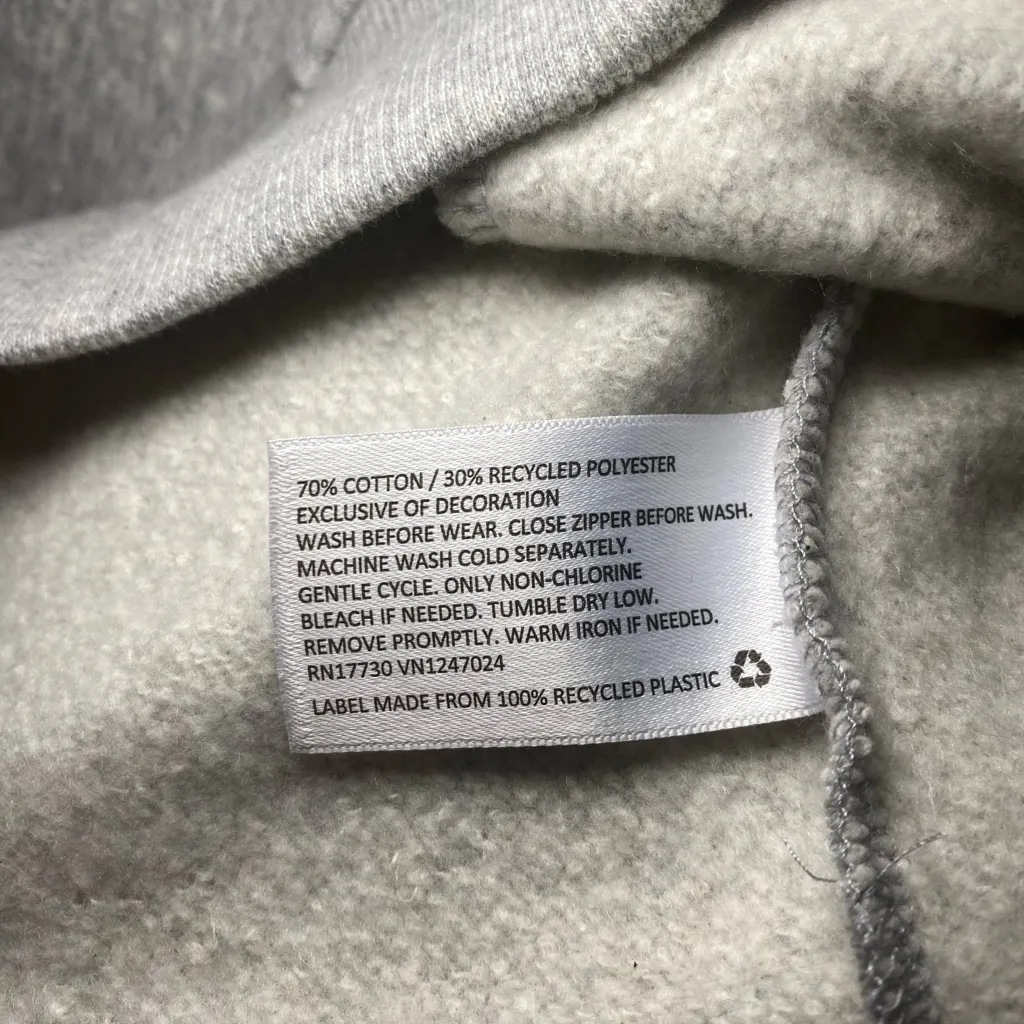 70% COTTON / 30% RECYCLED POLYESTER
EXCLUSIVE OF DECORATION
WASH BEFORE WEAR. CLOSE ZIPPER BEFORE WASH.
MACHINE WASH COLD SEPARATELY.
GENTLE CYCLE. ONLY NON-CHLORINE
BLEACH IF NEEDED. TUMBLE DRY LOW.
REMOVE PROMPTLY. WARM IRON IF NEEDED.
RN17730 VN1247024
LABEL MADE FROM 100% RECYCLED PLASTIC